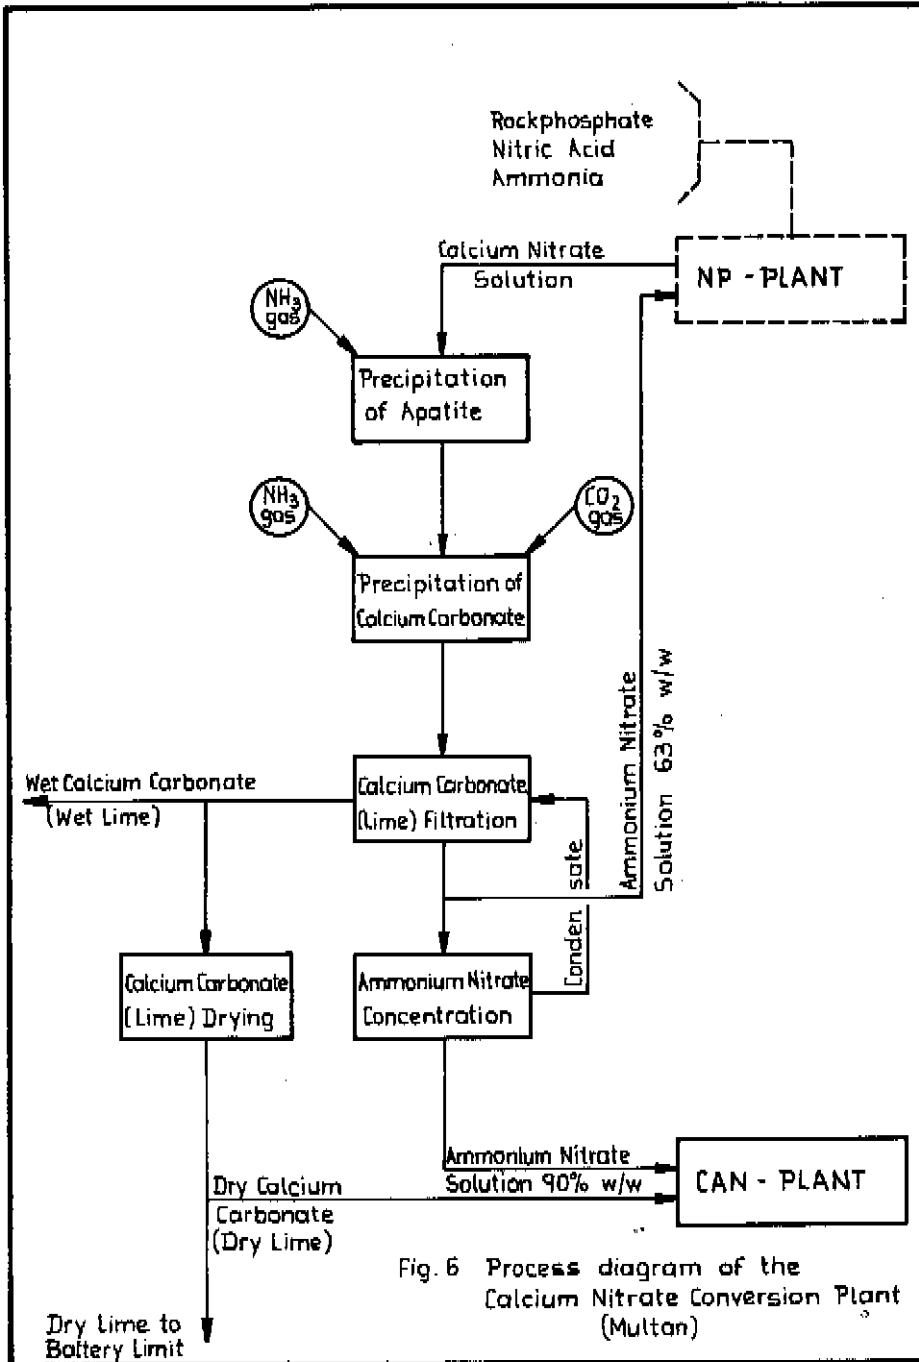 Rockphosphate
Nitric Acid
Ammonia
Calcium Nitrate
Solution
NP - PLANT
NH3
gas
Precipitation
of Apatite
NH3
gas
CO2
gas
Precipitation of
Calcium Carbonate
Ammonium Nitrate
Solution 63% w/w
Wet Calcium Carbonate
(Wet Lime)
Calcium Carbonate
(Lime) Filtration
Conden sate
Calcium Carbonate
(Lime) Drying
Ammonium Nitrate
Concentration
Ammonium Nitrate
Solution 90% w/w
CAN - PLANT
Dry Calcium
Carbonate
(Dry Lime)
Fig. 6 Process diagram of the
Calcium Nitrate Conversion Plant
(Multan)
Dry Lime to
Battery Limit